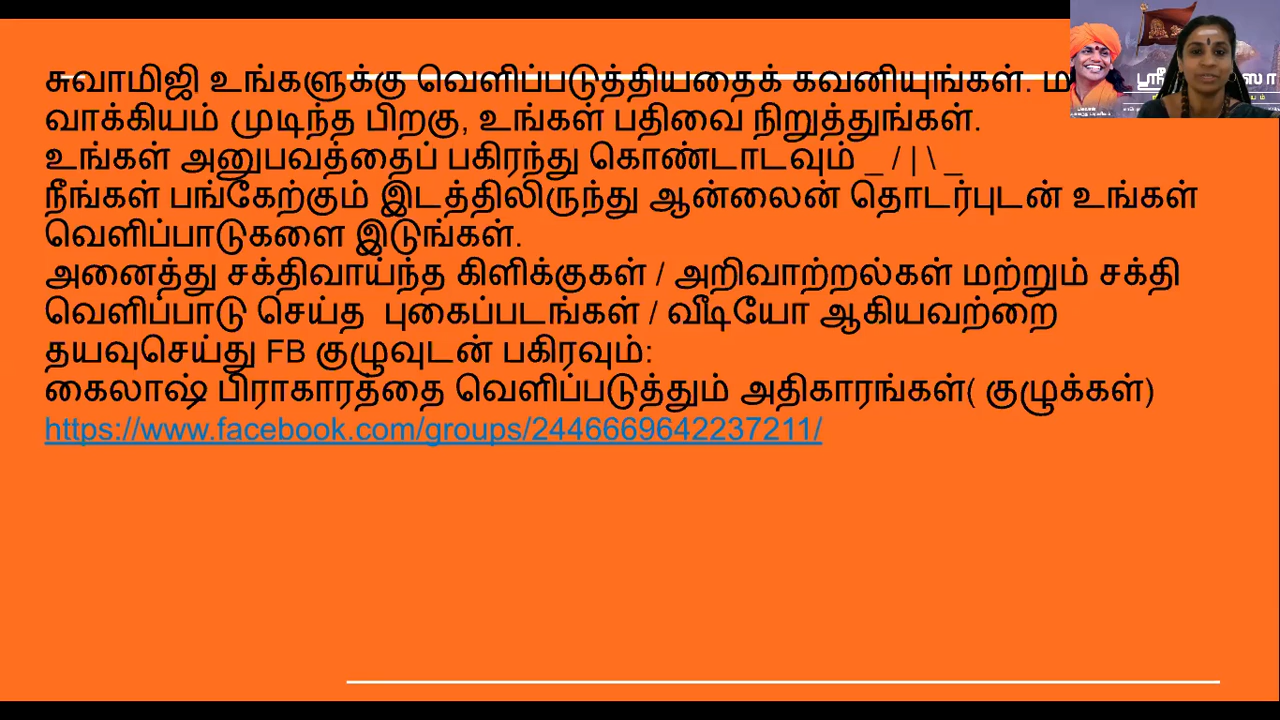 சுவாமிஜி உங்களுக்கு வெளிப்படுத்தியதைக் கவனியுங்கள்.
வாக்கியம் முடிந்த பிறகு, உங்கள் பதிவை நிறுத்துங்கள்.
உங்கள் அனுபவத்தைப் பகிரந்து கொண்டாடவும் _ / | \ _
நீங்கள் பங்கேற்கும் இடத்திலிருந்து ஆன்லைன் தொடர்புடன் உங்கள்
வெளிப்பாடுகளை இடுங்கள்.
அனைத்து சக்திவாய்ந்த கிளிக்குகள் / அறிவாற்றல்கள் மற்றும் சக்தி
வெளிப்பாடு செய்த புகைப்படங்கள் / வீடியோ ஆகியவற்றை
தயவுசெய்து FB குழுவுடன் பகிரவும்:
கைலாஷ் பிராகாரத்தை வெளிப்படுத்தும் அதிகாரங்கள்( குழுக்கள்)
https://www.facebook.com/groups/2446669642237211/